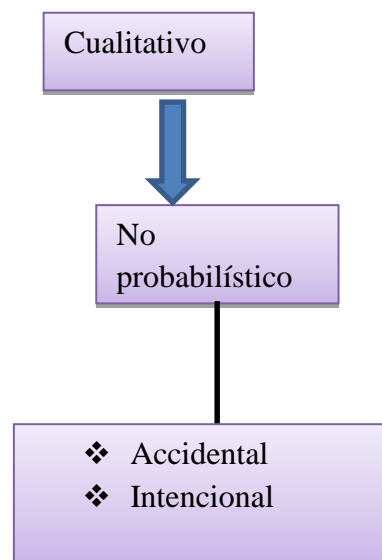 Cualitativo
No
probabilístico
❖ Accidental
❖ Intencional